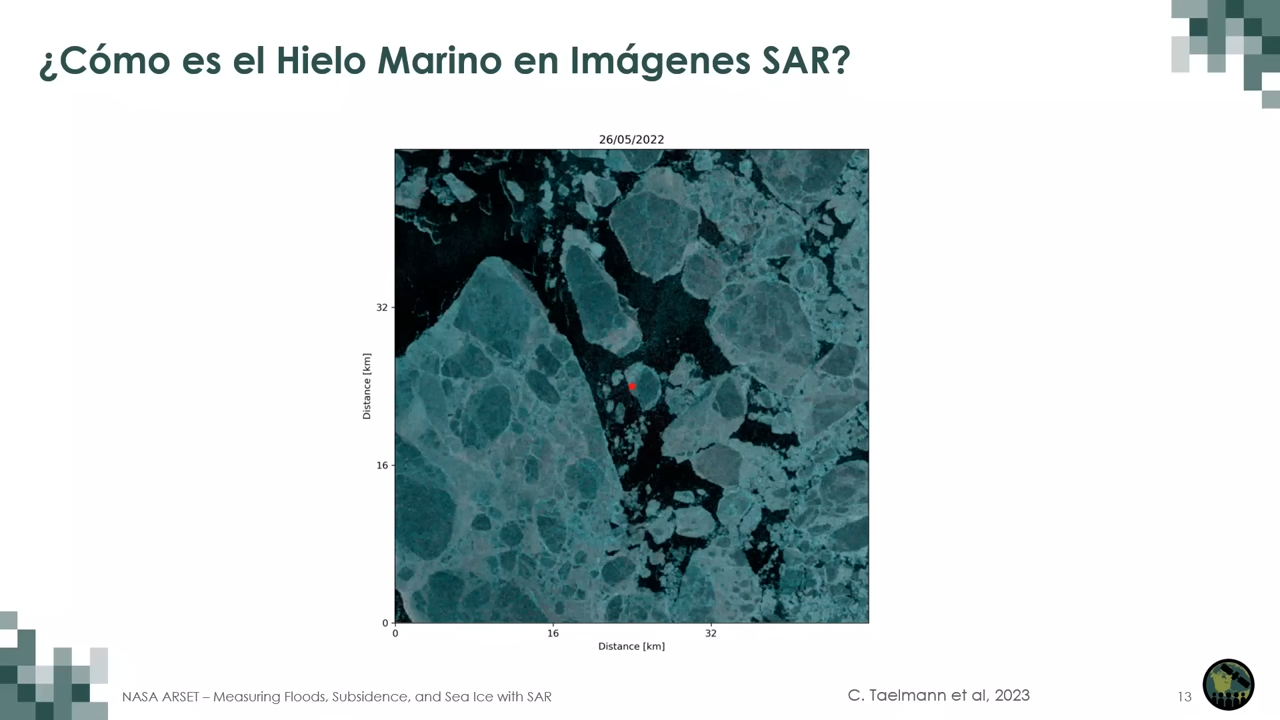 ¿Cómo es el Hielo Marino en Imágenes SAR?
26/05/2022
32
16
0
Distance [km]
0
16
32
Distance [km]
NASA ARSET – Measuring Floods, Subsidence, and Sea Ice with SAR
C. Taelmann et al, 2023
13